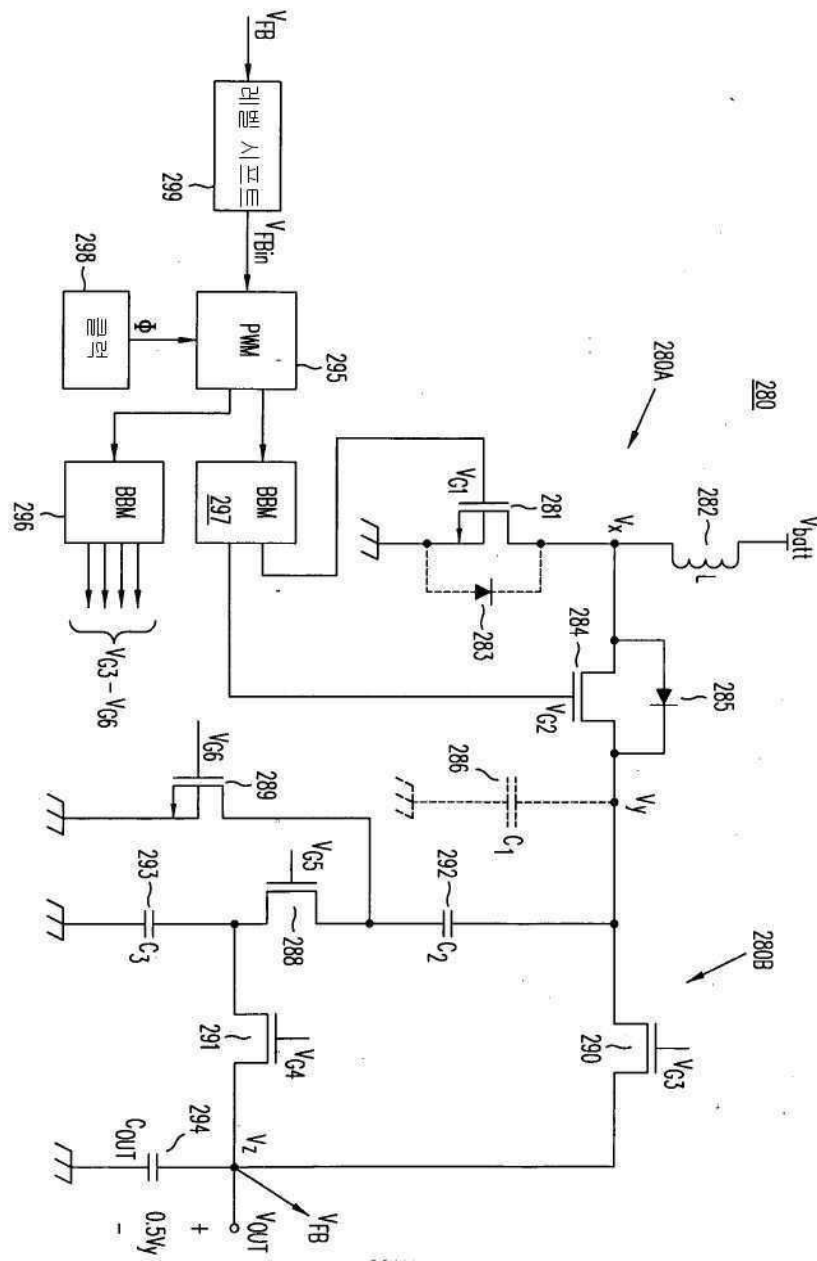 280
280A
280B
V_batt
282
L
V_x
285
284
V_G2
V_y
286
C_1
290
V_G3
281
V_G1
283
292
C_2
V_G5
288
289
V_G6
293
C_3
291
V_G4
V_z
294
C_OUT
V_FB
V_OUT
+
0.5V_y
-
V_FB
레벨 시프트
299
V_FBin
PWM
295
BBM
297
298
클럭
Φ
BBM
296
V_G3 - V_G6